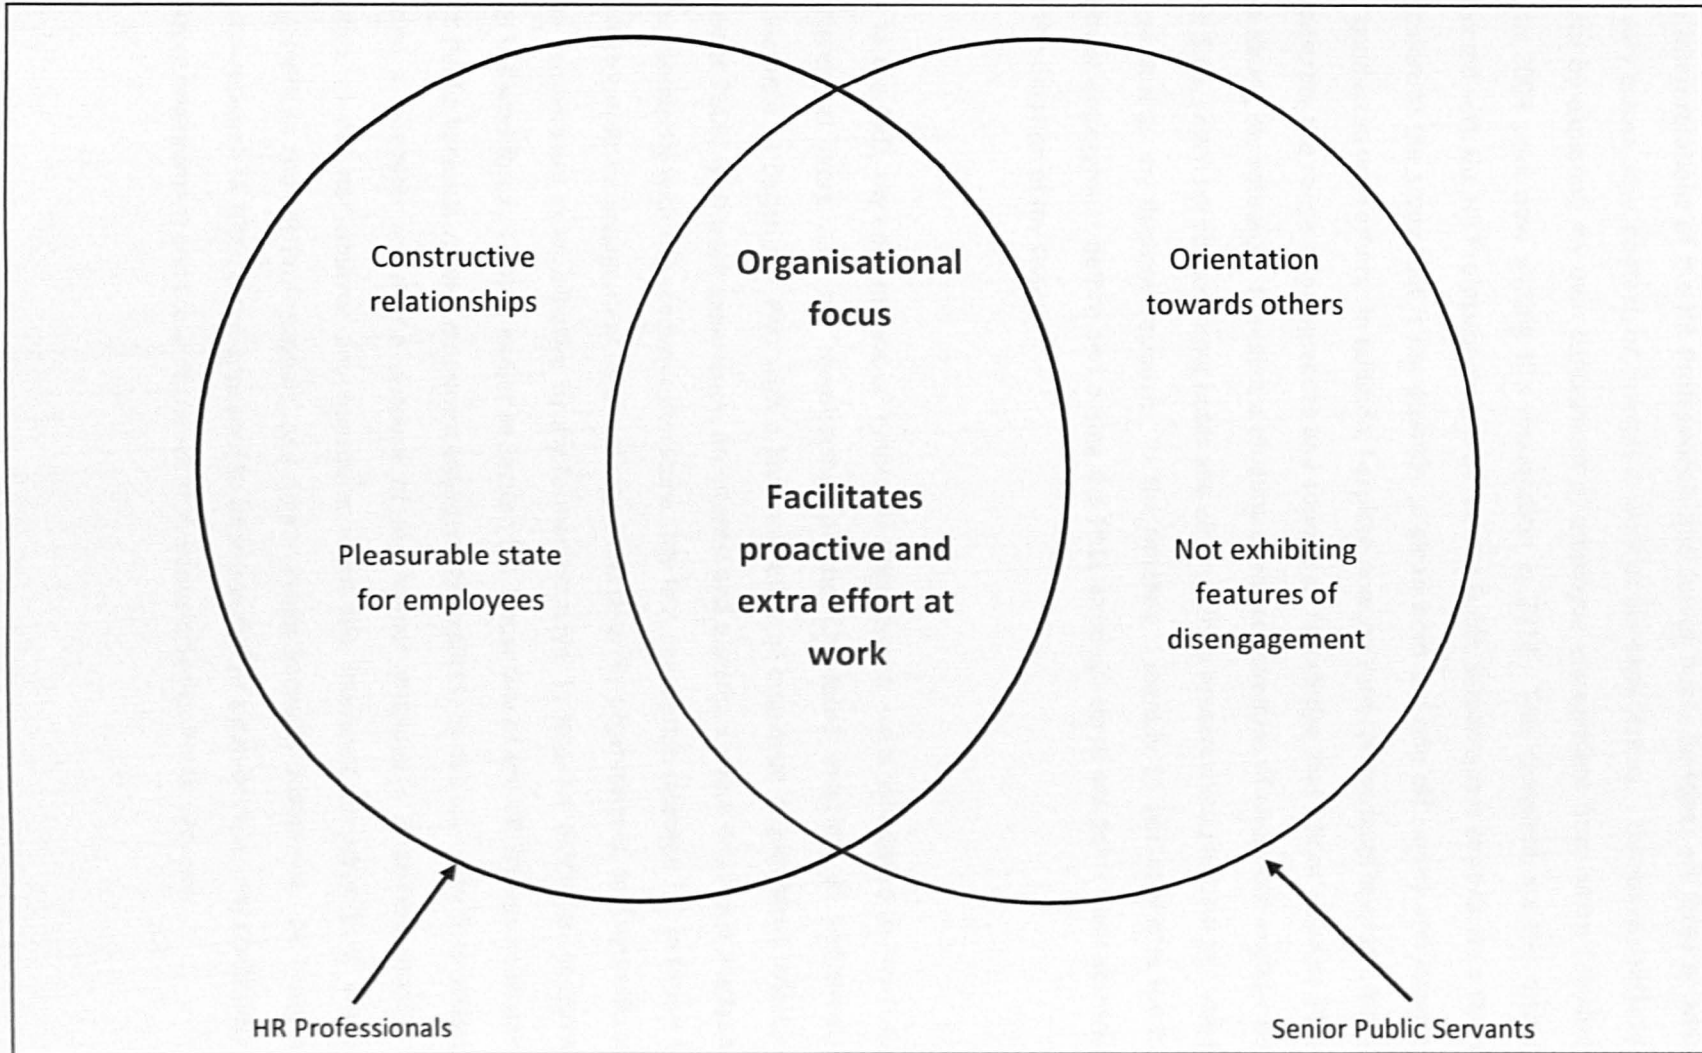 Constructive
relationships
Organisational
focus
Orientation
towards others
Pleasurable state
for employees
Facilitates
proactive and
extra effort at
work
Not exhibiting
features of
disengagement
HR Professionals
Senior Public Servants